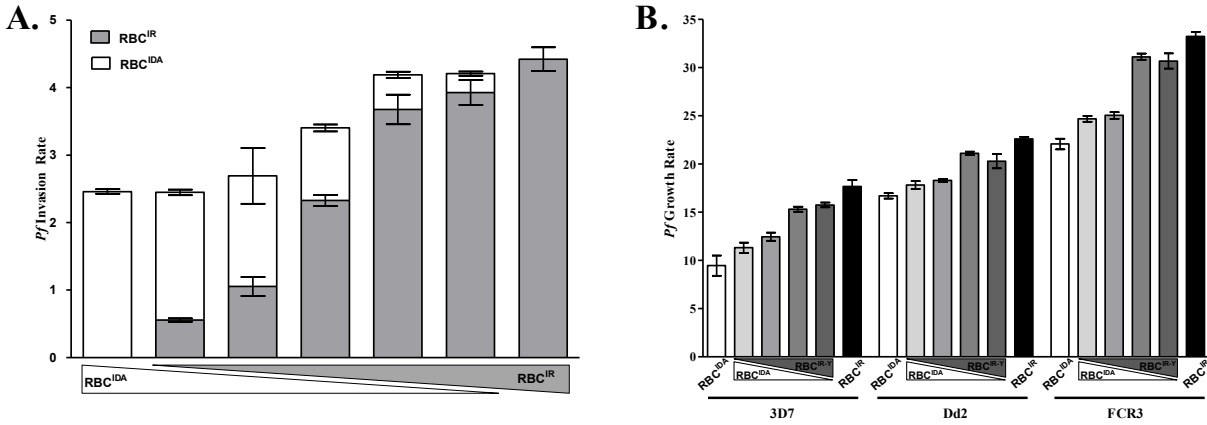 A.
5
4
3
2
1
0
Pf Invasion Rate
RBC^IR
RBC^IDA
RBC^IDA
RBC^IR
B.
35
30
25
20
15
10
5
0
Pf Growth Rate
RBC^IDA
RBC^IDA
RBC^IR-Y
RBC^IR
RBC^IDA
RBC^IDA
RBC^IR-Y
RBC^IR
RBC^IDA
RBC^IDA
RBC^IR-Y
RBC^IR
3D7
Dd2
FCR3